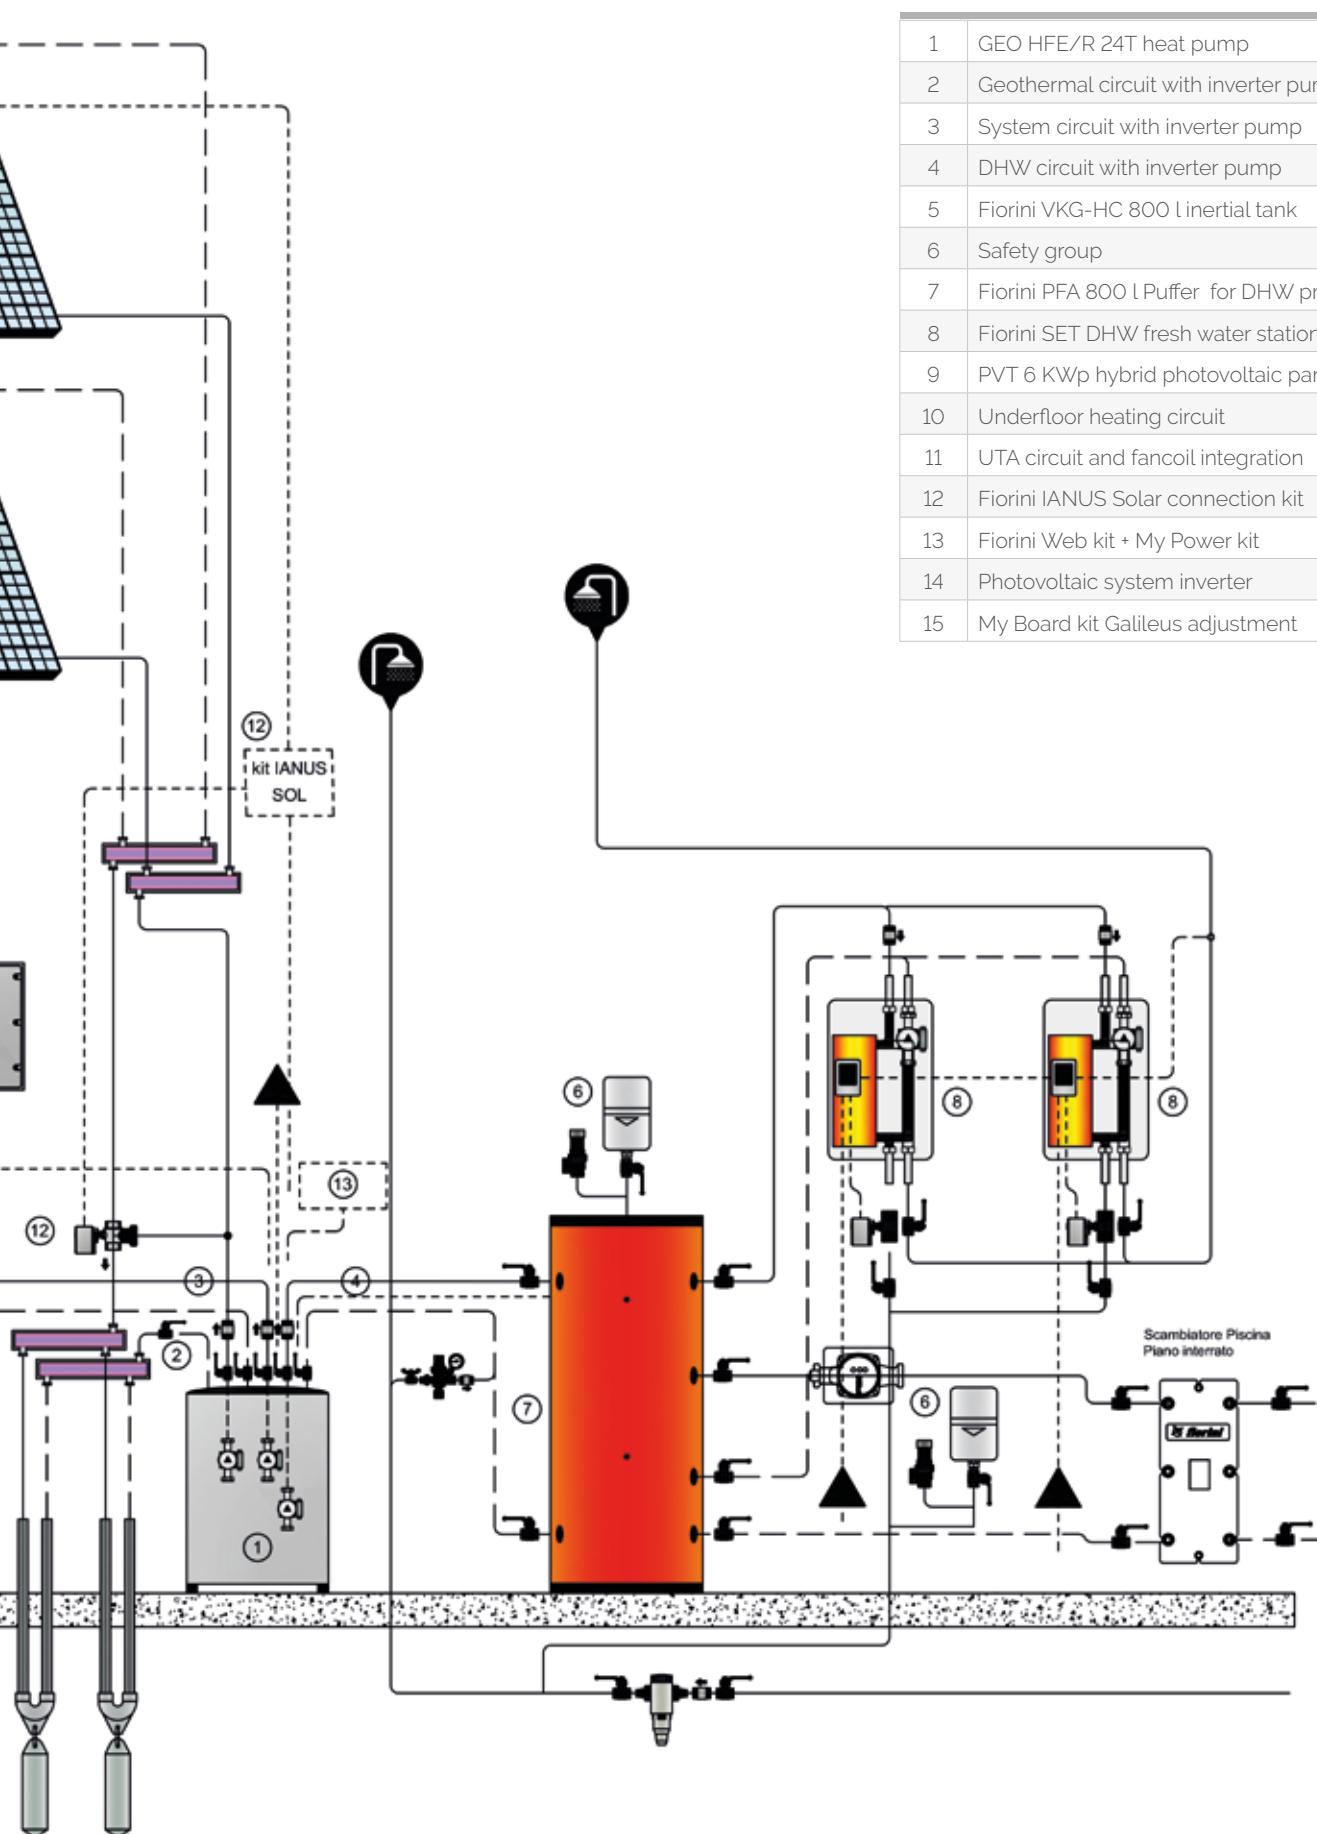 1 GEO HFE/R 24T heat pump
2 Geothermal circuit with inverter pu
3 System circuit with inverter pump
4 DHW circuit with inverter pump
5 Fiorini VKG-HC 800 l inertial tank
6 Safety group
7 Fiorini PFA 800 l Puffer for DHW pr
8 Fiorini SET DHW fresh water station
9 PVT 6 KWp hybrid photovoltaic pa
10 Underfloor heating circuit
11 UTA circuit and fancoil integration
12 Fiorini IANUS Solar connection kit
13 Fiorini Web kit + My Power kit
14 Photovoltaic system inverter
15 My Board kit Galileus adjustment
12
kit IANUS
SOL
6
8
8
13
12
3
4
2
7
6
1
Scambiatore Piscina
Piano interrato
fiorini